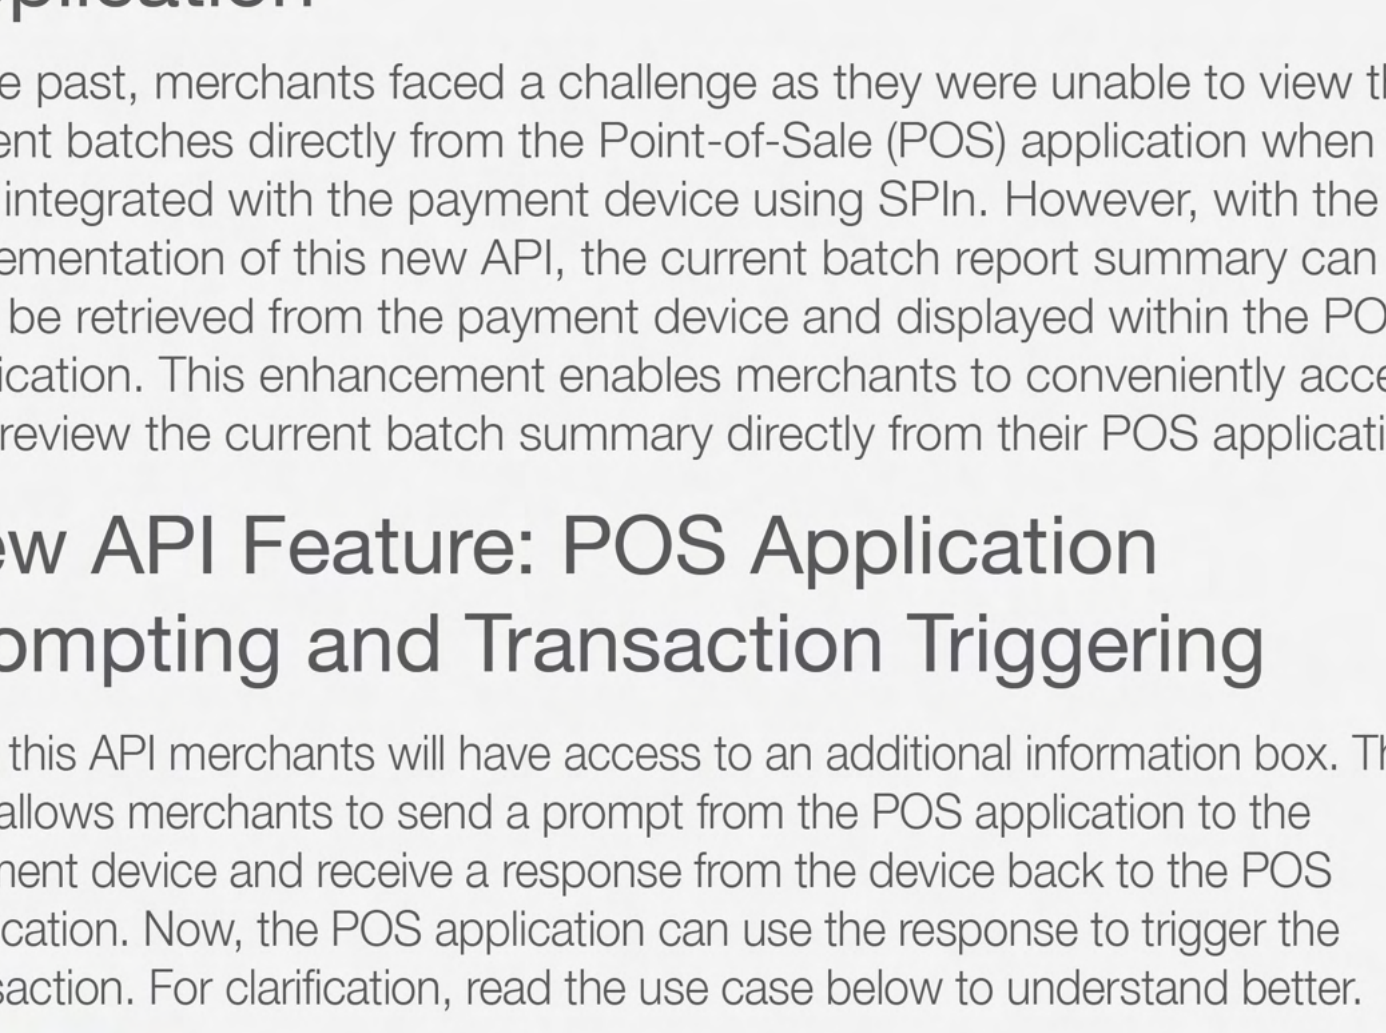 plication
e past, merchants faced a challenge as they were unable to view th
ent batches directly from the Point-of-Sale (POS) application when
integrated with the payment device using SPIn. However, with the
ementation of this new API, the current batch report summary can
be retrieved from the payment device and displayed within the PO
ication. This enhancement enables merchants to conveniently acce
review the current batch summary directly from their POS applicati
ew API Feature: POS Application
ompting and Transaction Triggering
this API merchants will have access to an additional information box. Th
allows merchants to send a prompt from the POS application to the
ment device and receive a response from the device back to the POS
cation. Now, the POS application can use the response to trigger the
saction. For clarification, read the use case below to understand better.